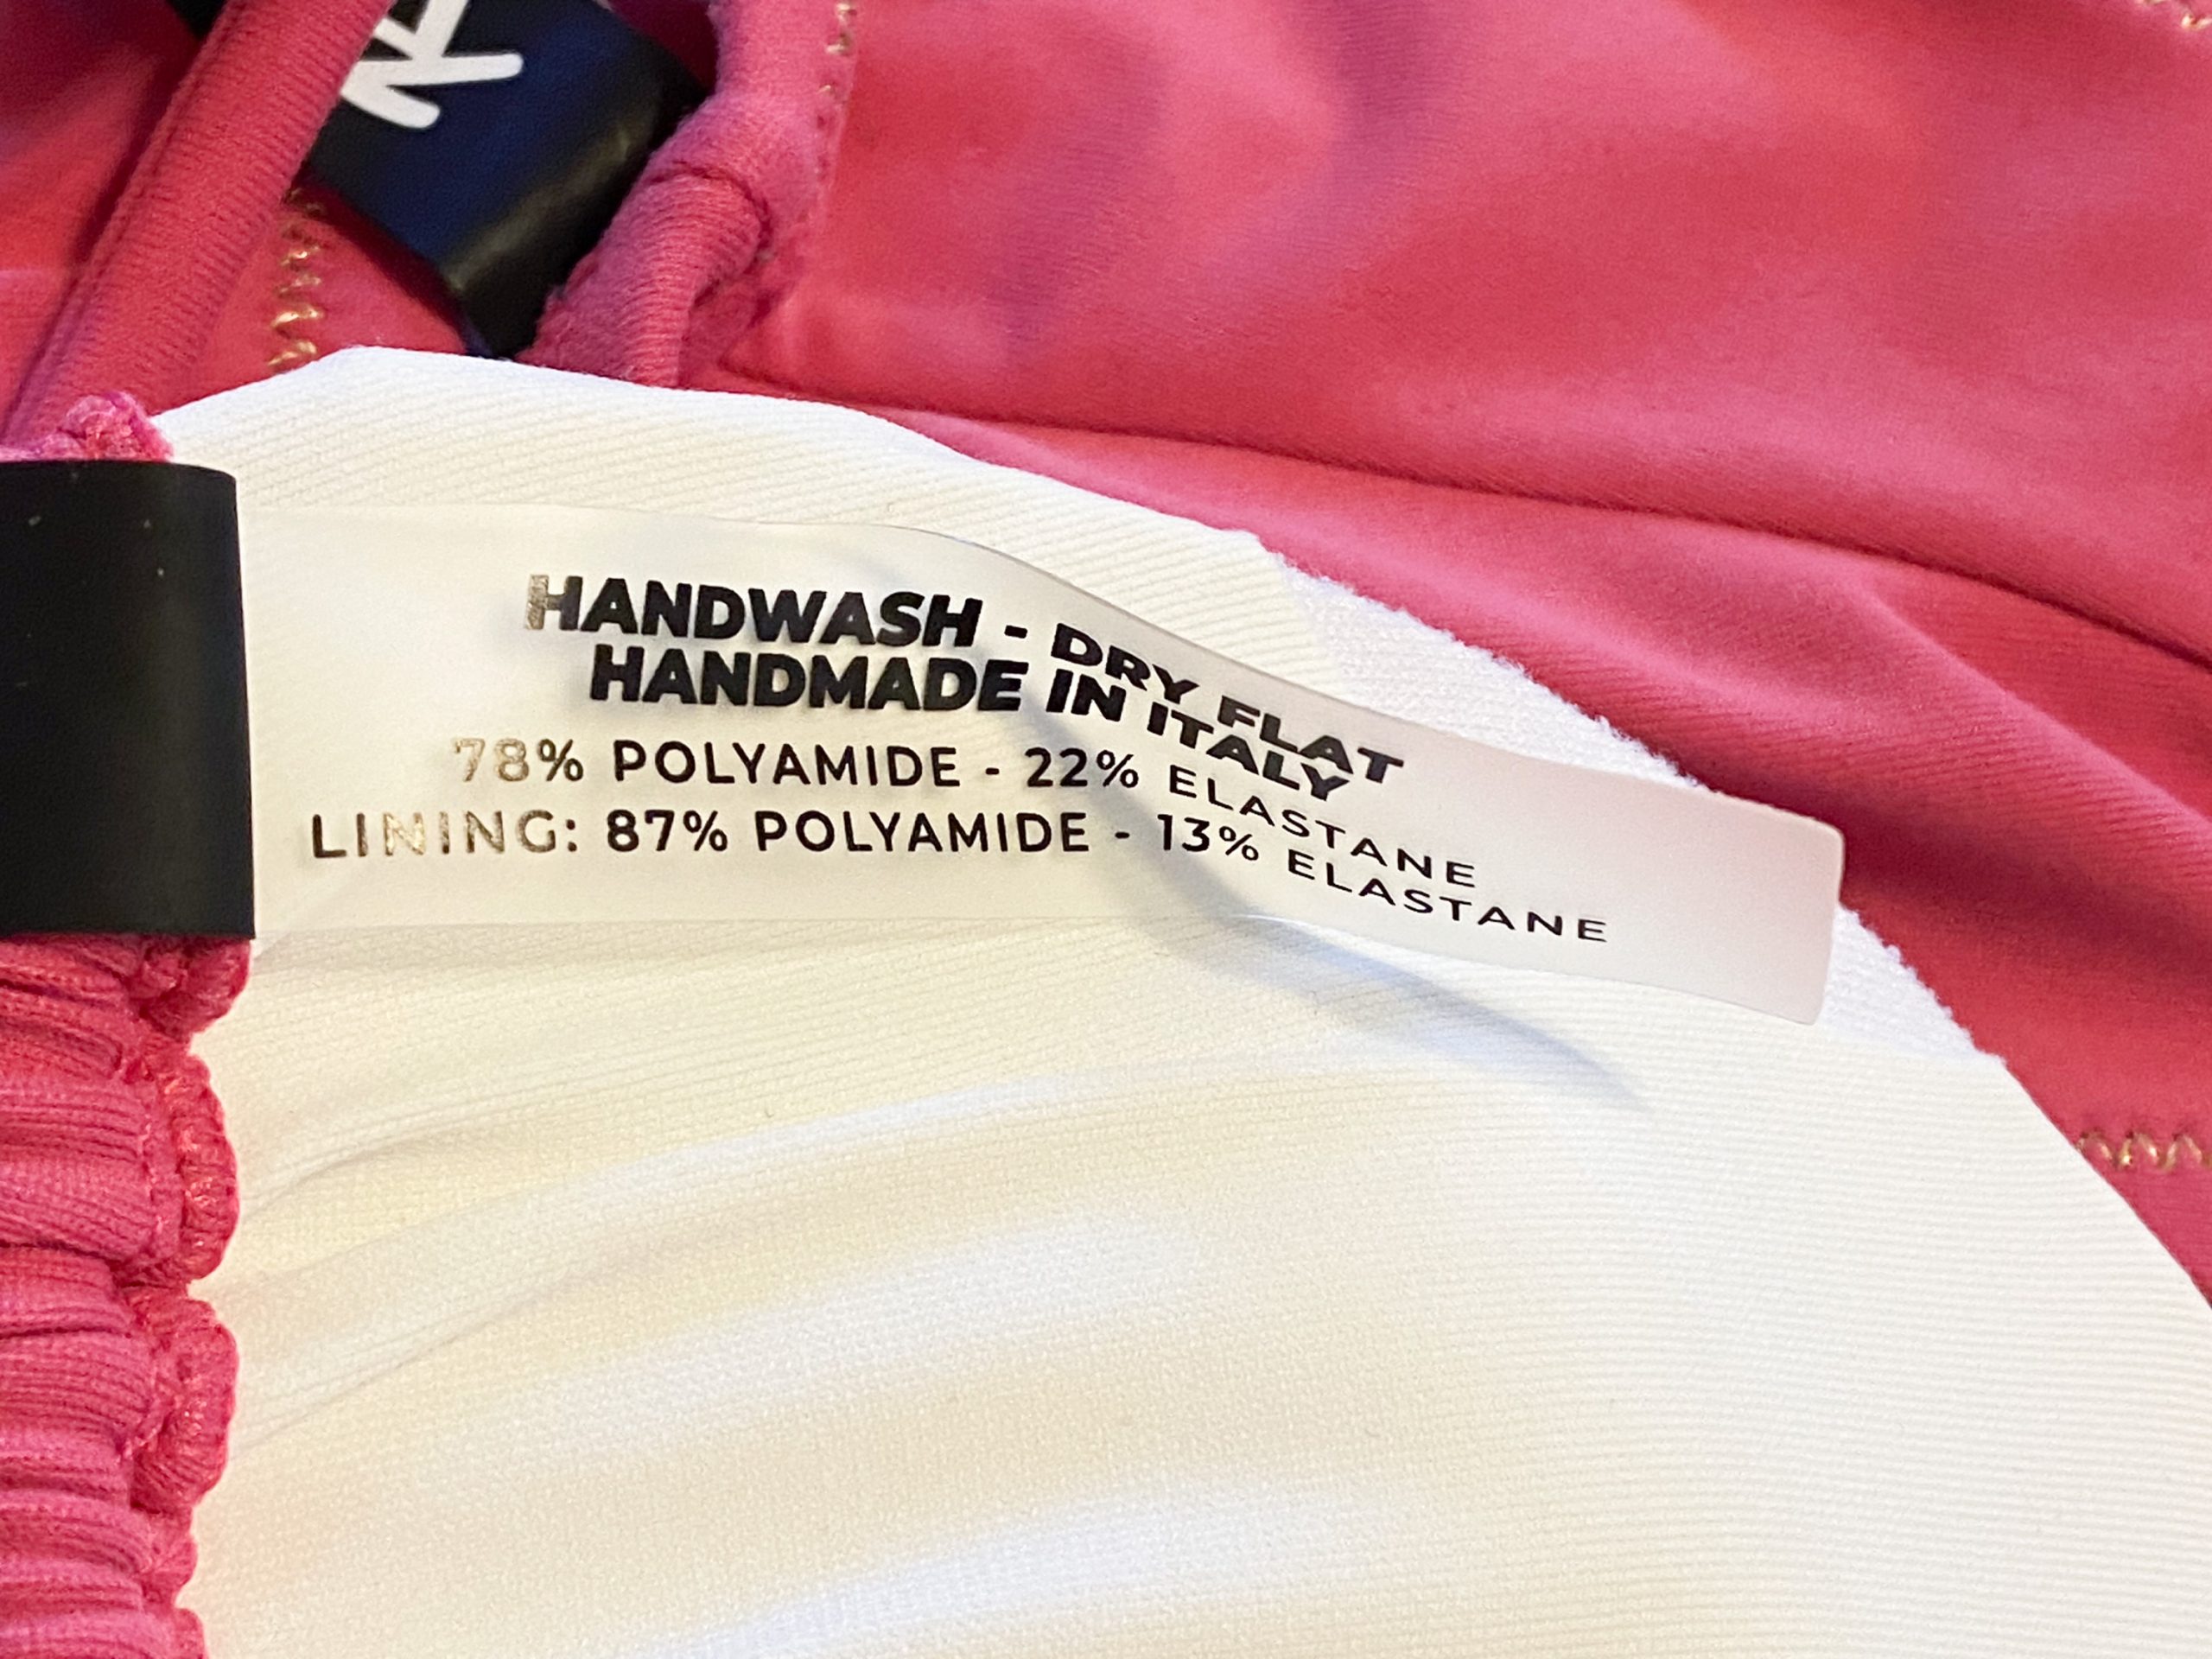 HANDWASH - DRY FLAT
HANDMADE IN ITALY
78% POLYAMIDE - 22% ELASTANE
LINING: 87% POLYAMIDE - 13% ELASTANE